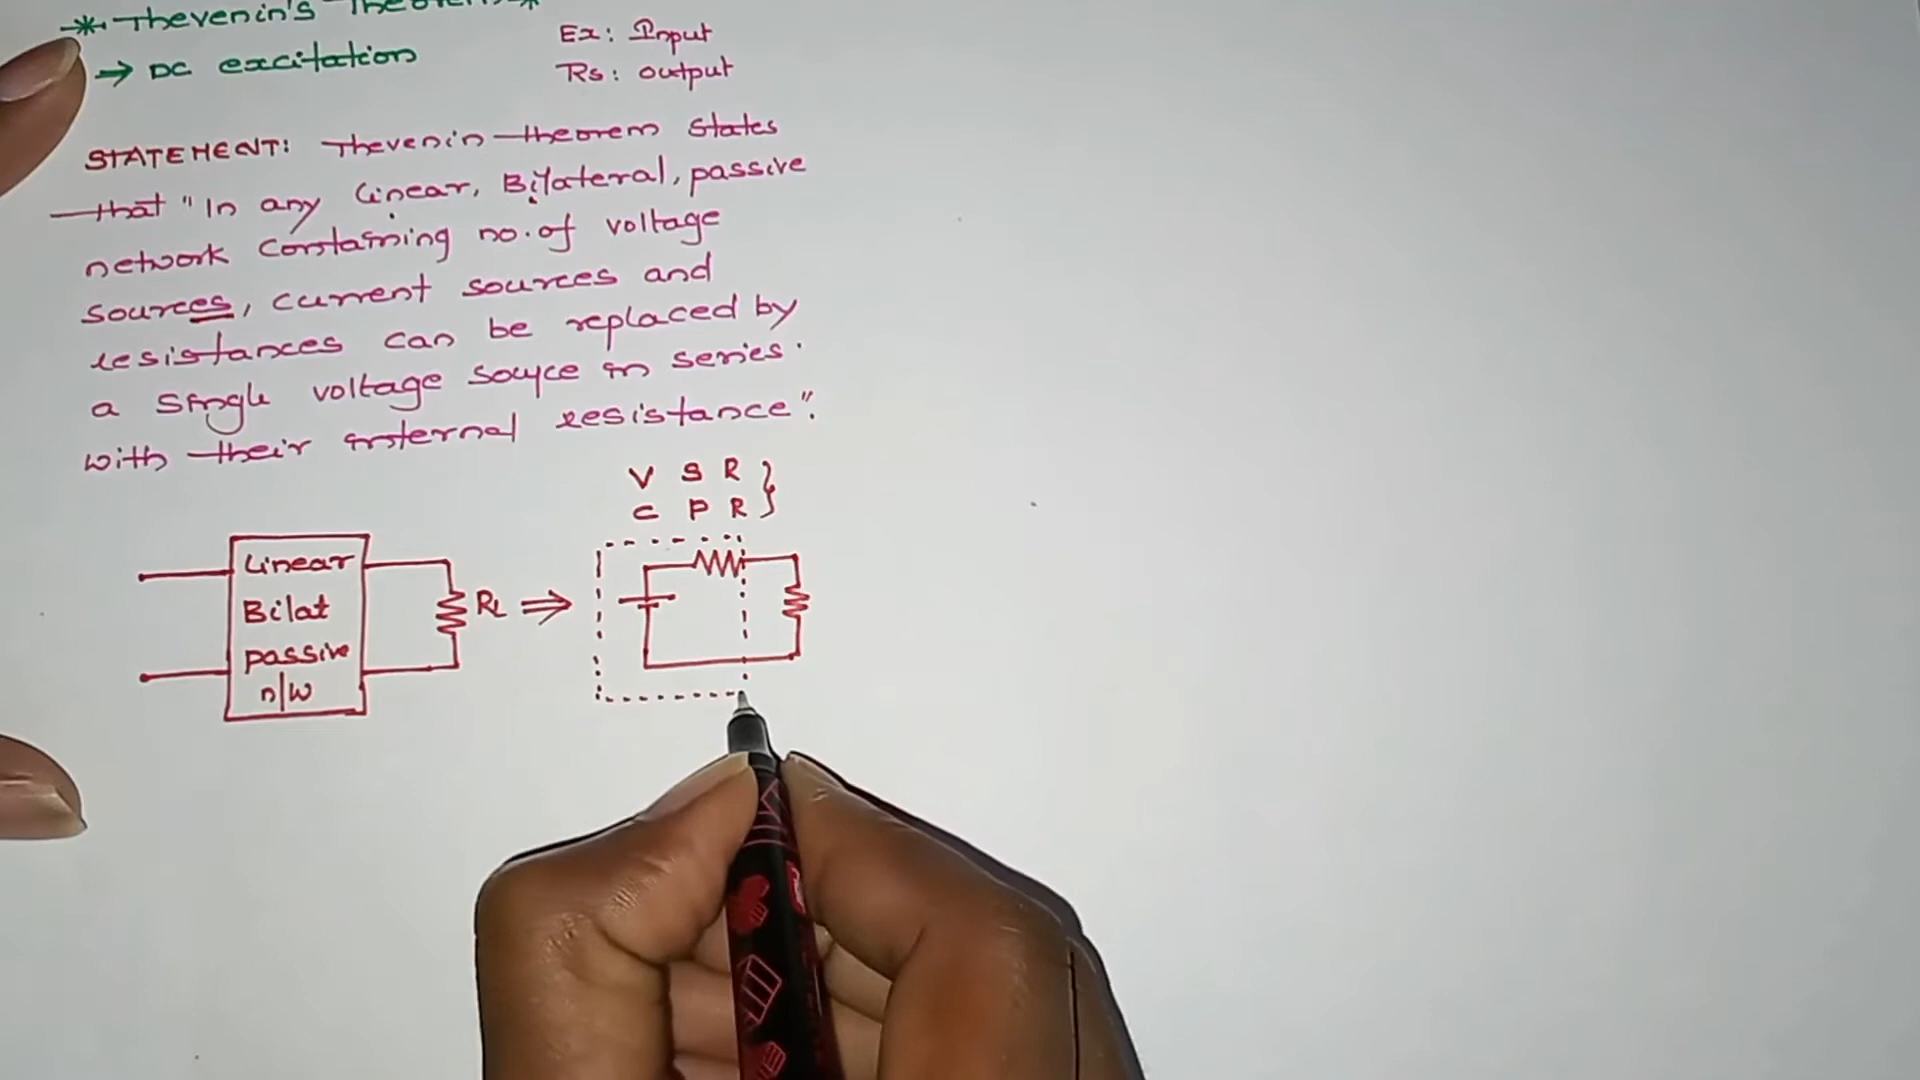 * Thevenin's Theorem *
→ DC excitation
Ex: Input
Rs: output
STATEMENT: Thevenin theorem states
that "In any linear, Bilateral, passive
network containing no. of voltage
sources, current sources and
resistances can be replaced by
a single voltage source in series
with their internal resistance".
V S R }
C P R
Linear
Bilat
passive
n/w
RL ⇒